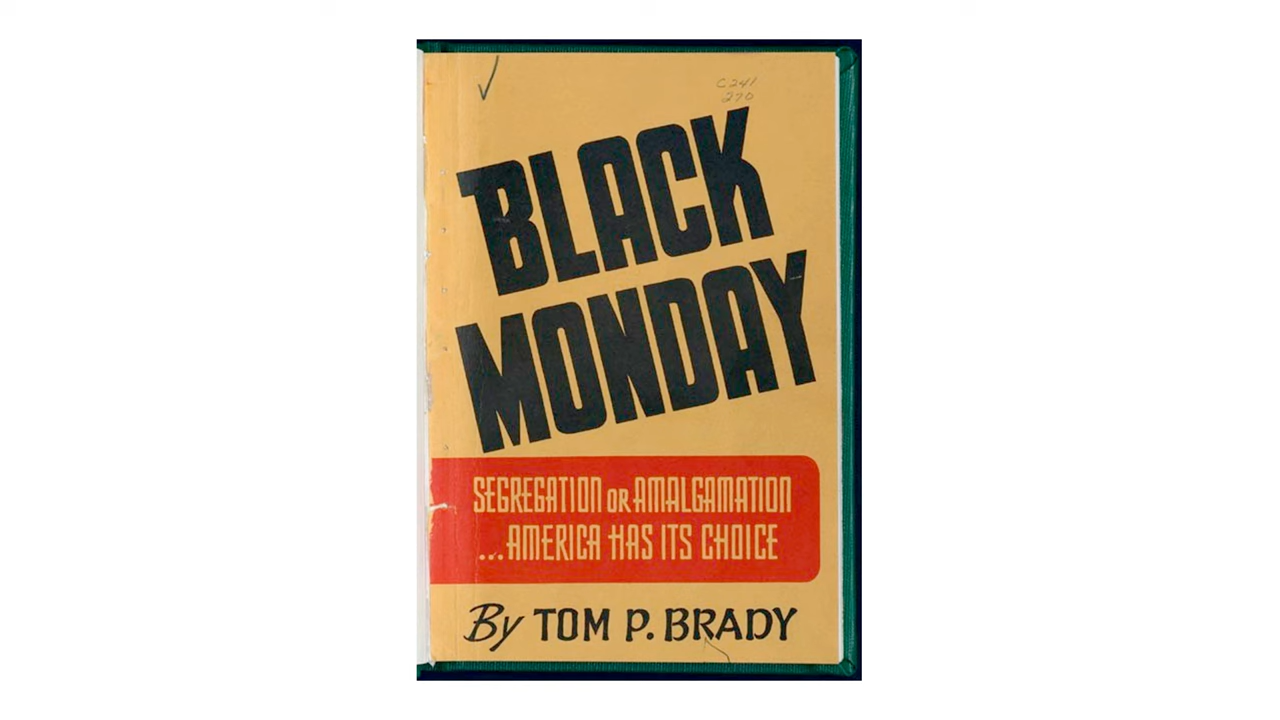 C241
270
BLACK
MONDAY
SEGREGATION OR AMALGAMATION
...AMERICA HAS ITS CHOICE
By TOM P. BRADY